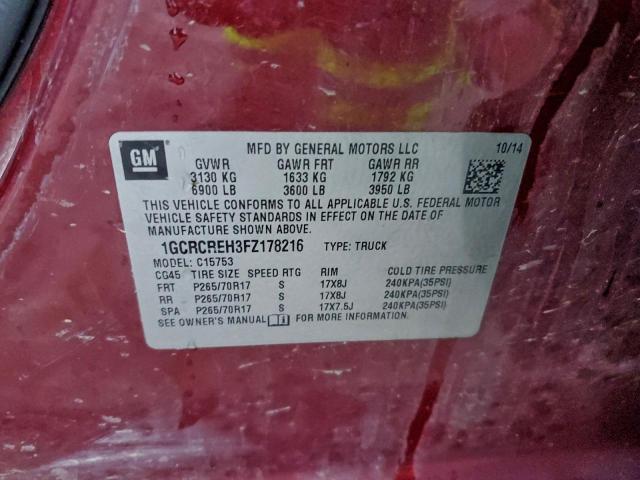 GM MFD BY GENERAL MOTORS LLC 10/14
GVWR GAWR FRT GAWR RR
3130 KG 1633 KG 1792 KG
6900 LB 3600 LB 3950 LB
THIS VEHICLE CONFORMS TO ALL APPLICABLE U.S. FEDERAL MOTOR
VEHICLE SAFETY STANDARDS IN EFFECT ON THE DATE OF
MANUFACTURE SHOWN ABOVE.
1GCRCREH3FZ178216 TYPE: TRUCK
MODEL: C15753
CG45 TIRE SIZE SPEED RTG RIM COLD TIRE PRESSURE
FRT P265/70R17 S 17X8J 240KPA(35PSI)
RR P265/70R17 S 17X8J 240KPA(35PSI)
SPA P265/70R17 S 17X7.5J 240KPA(35PSI)
SEE OWNER'S MANUAL FOR MORE INFORMATION.